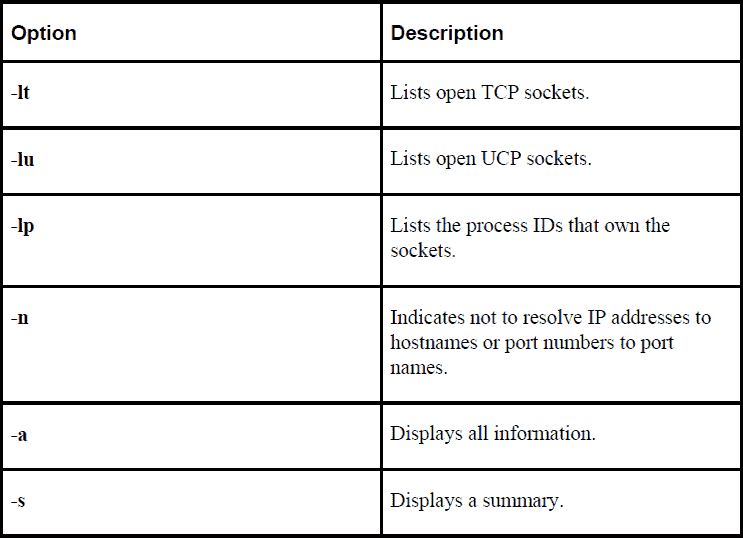 Option Description
-lt Lists open TCP sockets.
-lu Lists open UCP sockets.
-lp Lists the process IDs that own the
sockets.
-n Indicates not to resolve IP addresses to
hostnames or port numbers to port
names.
-a Displays all information.
-s Displays a summary.